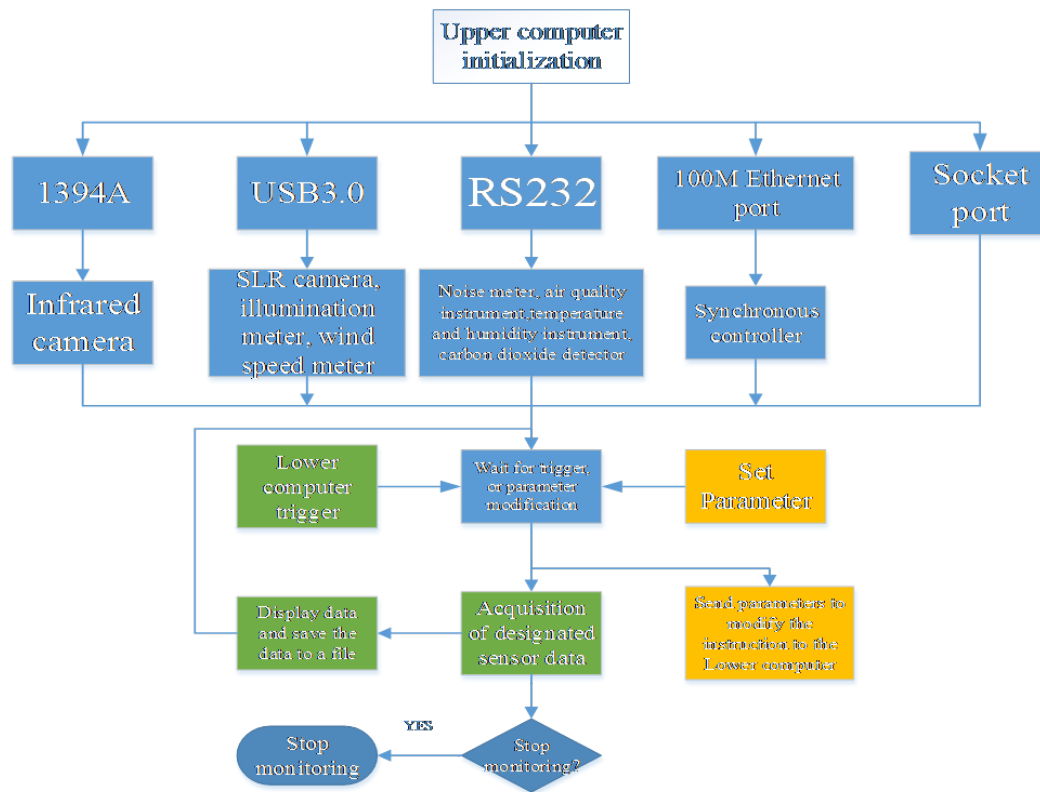 Upper computer
initialization
1394A
USB3.0
RS232
100M Ethernet
port
Socket
port
Infrared
camera
SLR camera,
illumination
meter, wind
speed meter
Noise meter, air quality
instrument,temperature
and humidity instrument,
carbon dioxide detector
Synchronous
controller
Lower
computer
trigger
Wait for trigger,
or parameter
modification
Set
Parameter
Display data
and save the
data to a file
Acquisition
of designated
sensor data
Send parameters to
modify the
instruction to the
Lower computer
YES
Stop
monitoring
Stop
monitoring?